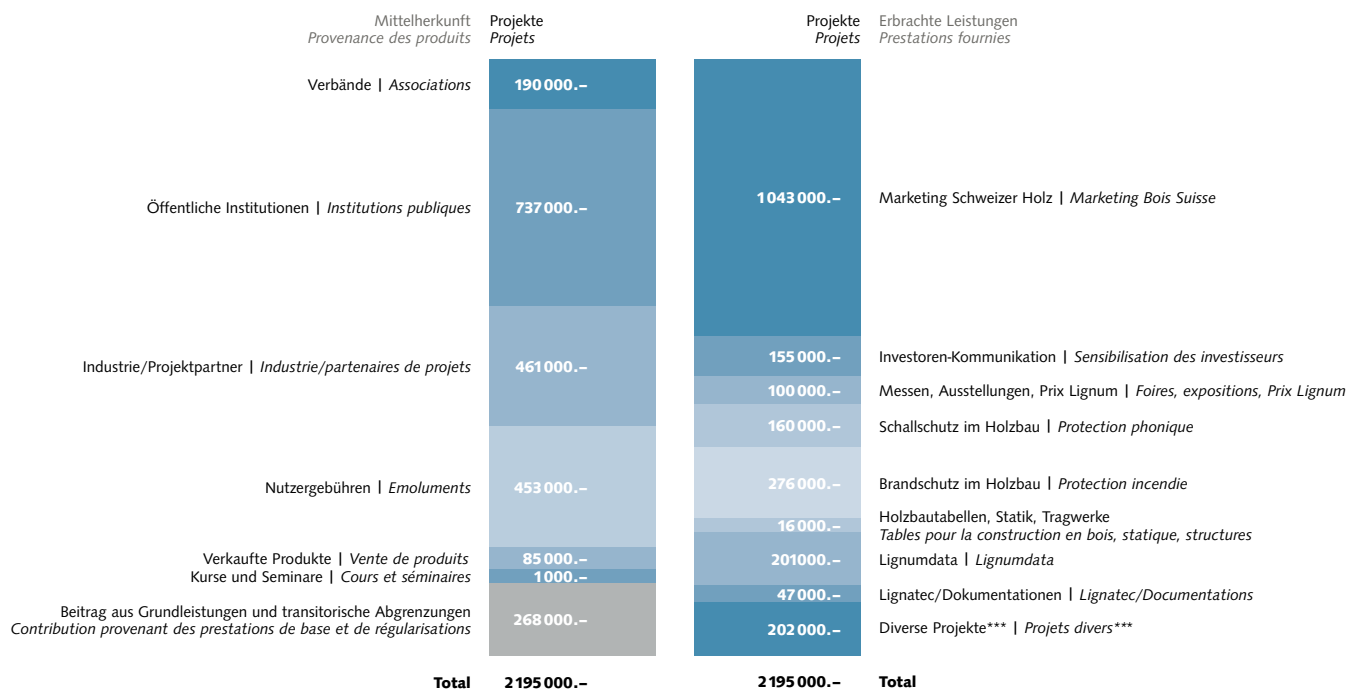 Mittelherkunft Projekte
Provenance des produits Projets
Verbände | Associations 190 000.–
Öffentliche Institutionen | Institutions publiques 737 000.–
Industrie/Projektpartner | Industrie/partenaires de projets 461 000.–
Nutzergebühren | Emoluments 453 000.–
Verkaufte Produkte | Vente de produits 85 000.–
Kurse und Seminare | Cours et séminaires 1000.–
Beitrag aus Grundleistungen und transitorische Abgrenzungen
Contribution provenant des prestations de base et de régularisations
268 000.–
Total 2 195 000.–
Projekte Erbrachte Leistungen
Projets Prestations fournies
1 043 000.– Marketing Schweizer Holz | Marketing Bois Suisse
155 000.– Investoren-Kommunikation | Sensibilisation des investisseurs
100 000.– Messen, Ausstellungen, Prix Lignum | Foires, expositions, Prix Lignum
160 000.– Schallschutz im Holzbau | Protection phonique
276 000.– Brandschutz im Holzbau | Protection incendie
16 000.– Holzbautabellen, Statik, Tragwerke
Tables pour la construction en bois, statique, structures
201 000.– Lignumdata | Lignumdata
47 000.– Lignatec/Dokumentationen | Lignatec/Documentations
202 000.– Diverse Projekte*** | Projets divers***
2 195 000.– Total